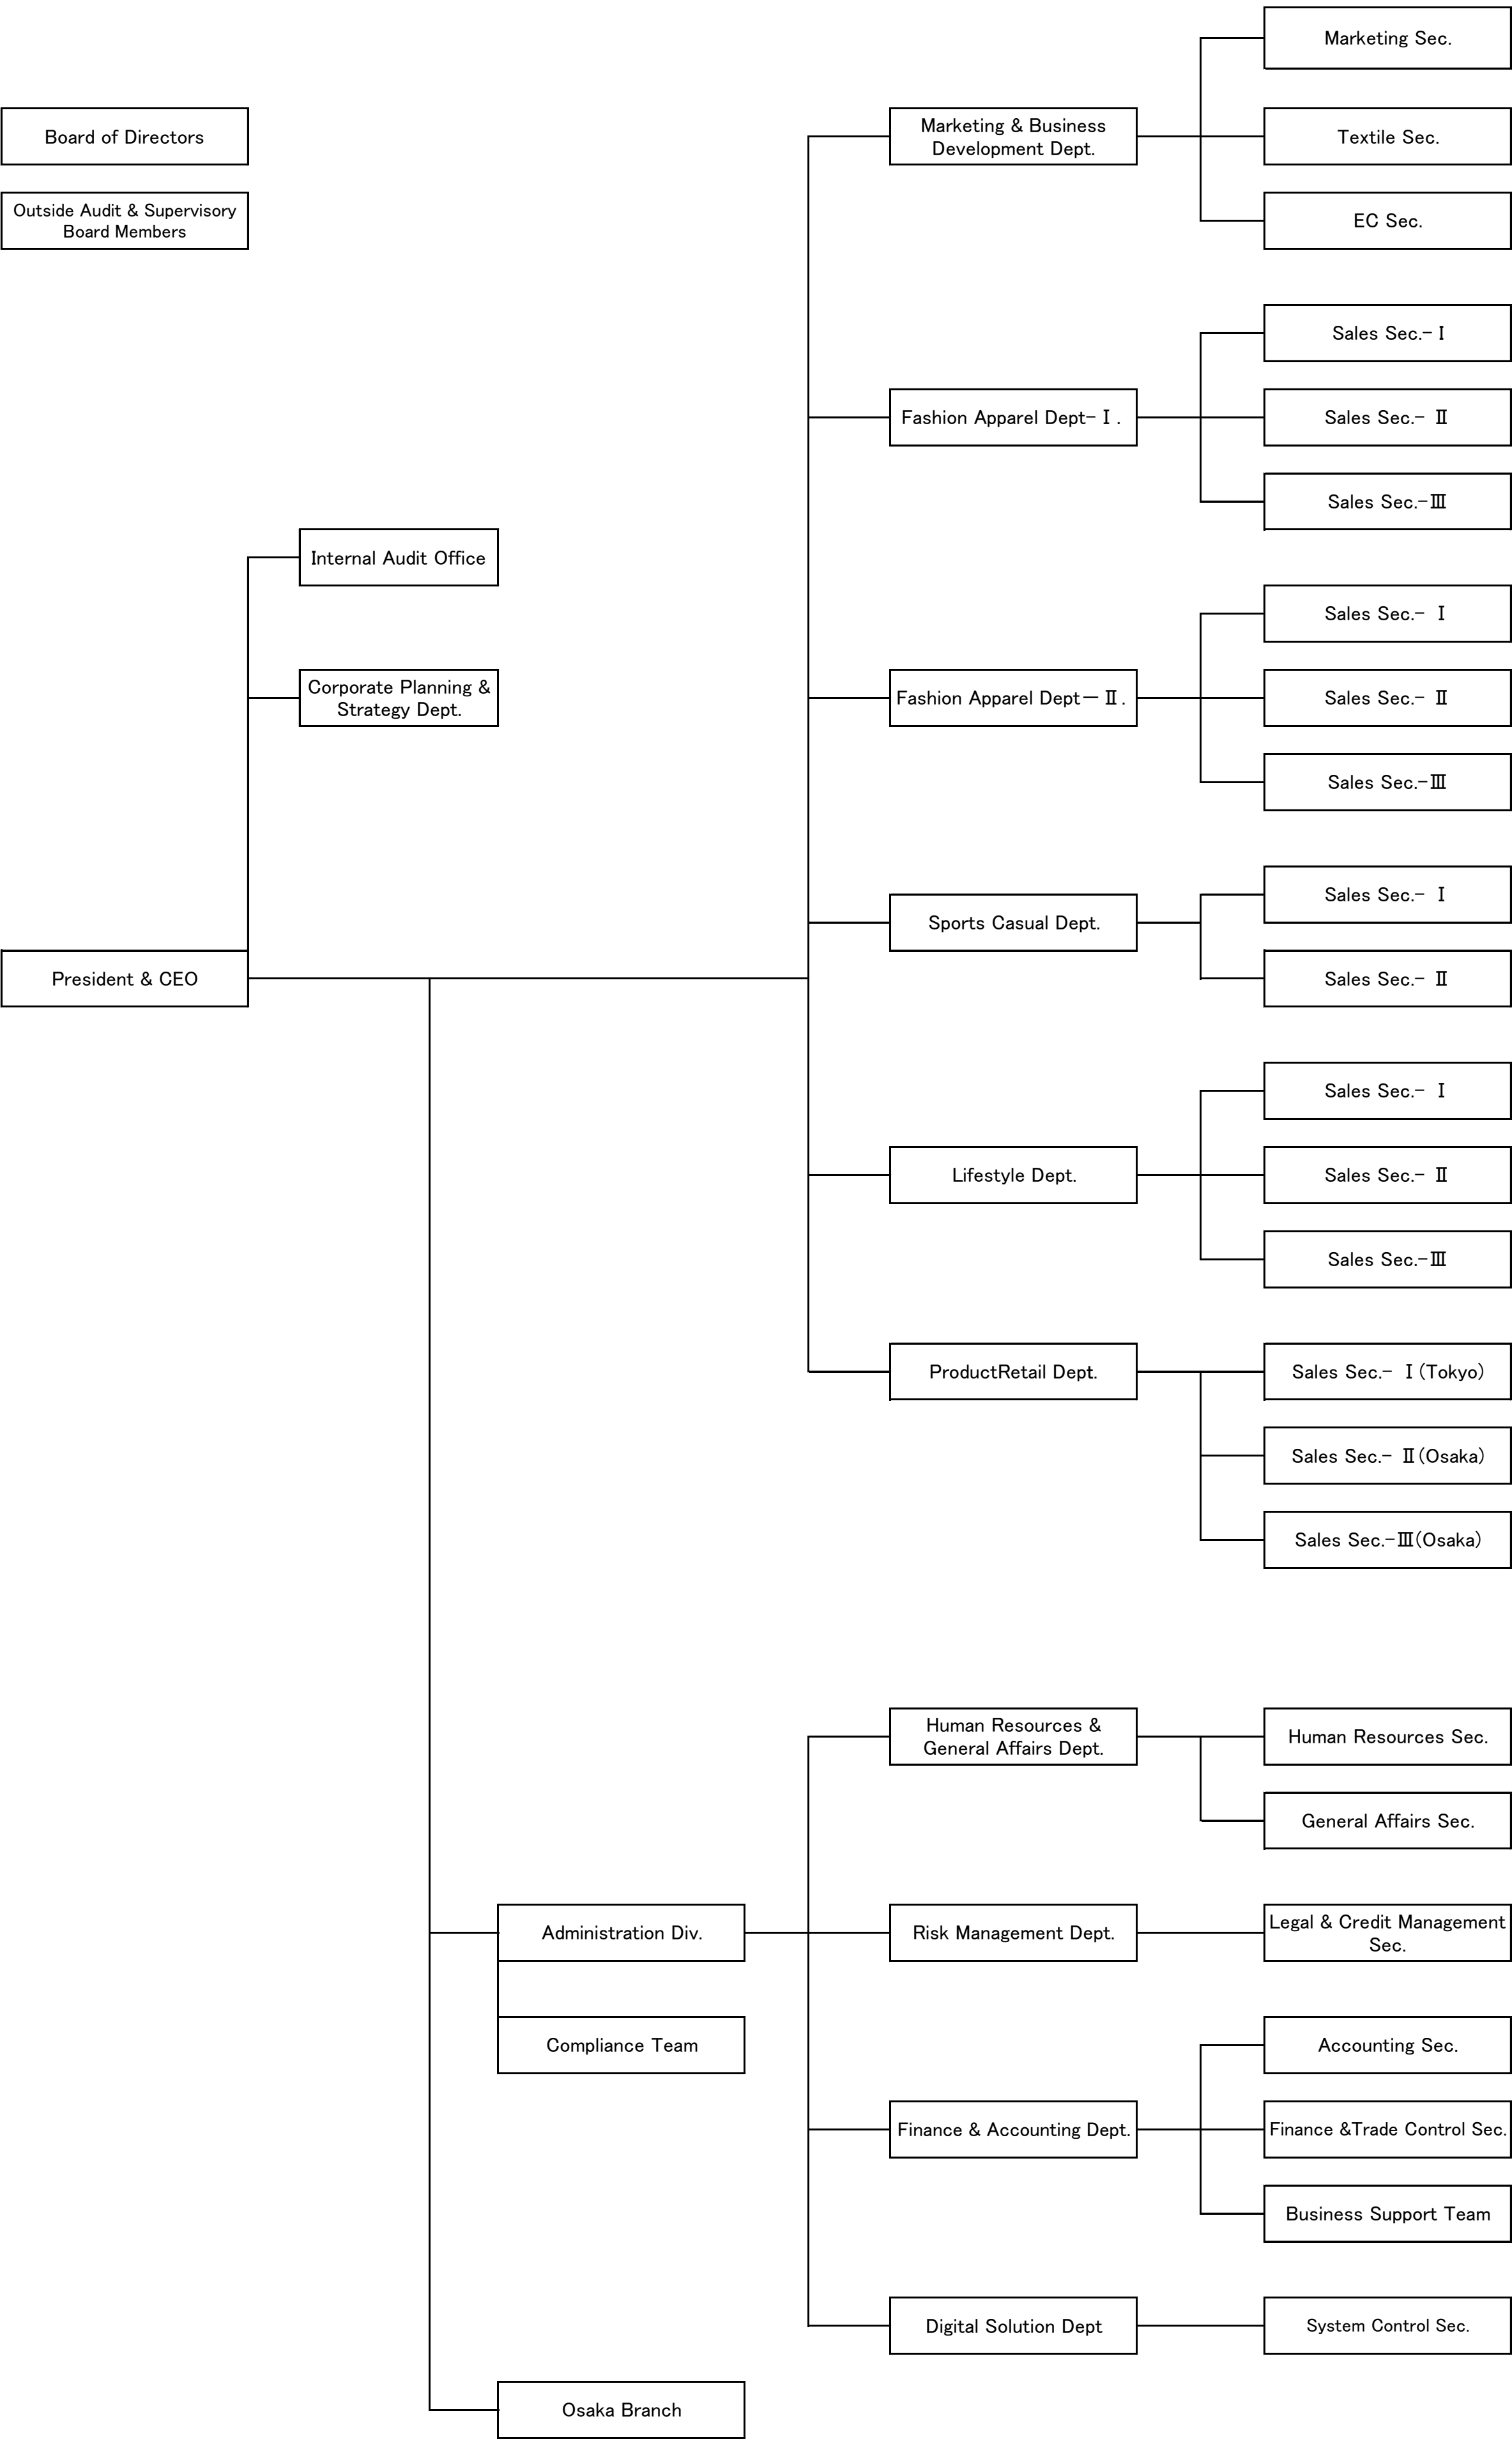 Marketing Sec.
Board of Directors
Marketing & Business
Development Dept.
Textile Sec.
Outside Audit & Supervisory
Board Members
EC Sec.
Sales Sec.-Ⅰ
Fashion Apparel Dept-Ⅰ.
Sales Sec.- Ⅱ
Sales Sec.-Ⅲ
Internal Audit Office
Sales Sec.- Ⅰ
Corporate Planning &
Strategy Dept.
Fashion Apparel Dept－Ⅱ.
Sales Sec.- Ⅱ
Sales Sec.-Ⅲ
Sales Sec.- Ⅰ
Sports Casual Dept.
President & CEO
Sales Sec.- Ⅱ
Sales Sec.- Ⅰ
Lifestyle Dept.
Sales Sec.- Ⅱ
Sales Sec.-Ⅲ
ProductRetail Dept.
Sales Sec.- Ⅰ(Tokyo)
Sales Sec.- Ⅱ(Osaka)
Sales Sec.-Ⅲ(Osaka)
Human Resources &
General Affairs Dept.
Human Resources Sec.
General Affairs Sec.
Administration Div.
Risk Management Dept.
Legal & Credit Management
Sec.
Compliance Team
Accounting Sec.
Finance & Accounting Dept.
Finance &Trade Control Sec.
Business Support Team
Digital Solution Dept
System Control Sec.
Osaka Branch